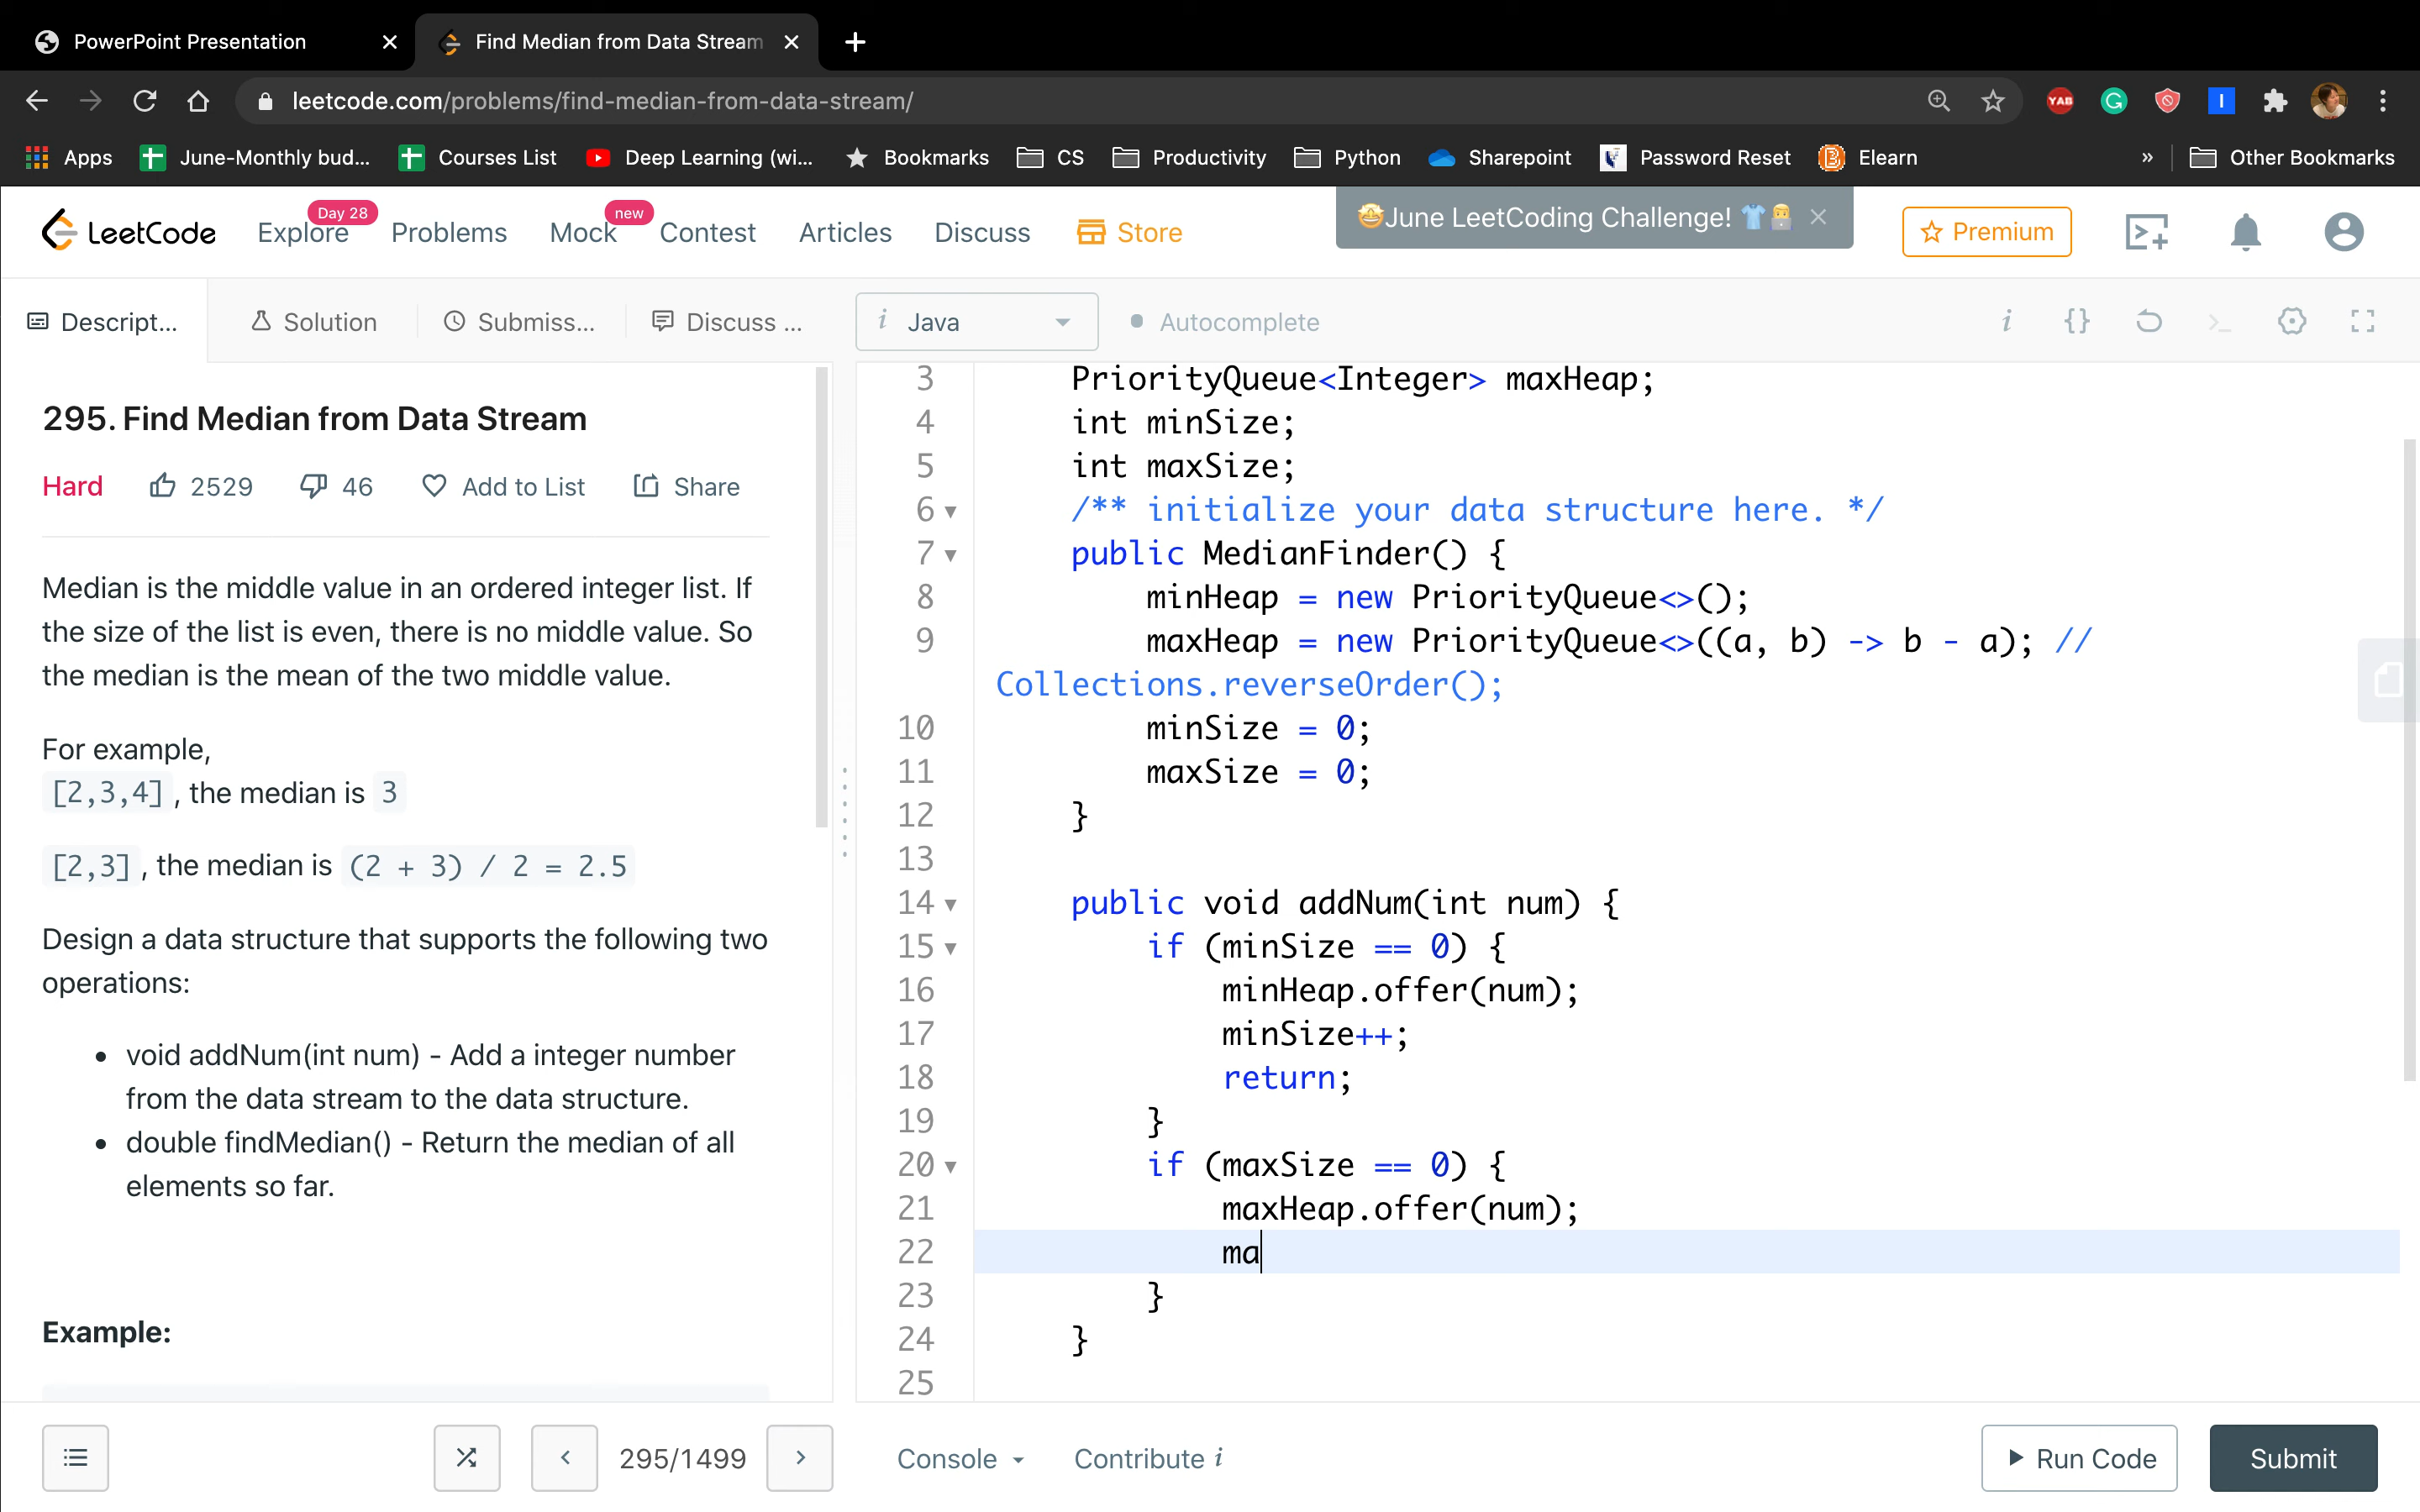 PowerPoint Presentation
Find Median from Data Stream
leetcode.com/problems/find-median-from-data-stream/
YAB
Apps
June-Monthly bud...
Courses List
Deep Learning (wi...
Bookmarks
CS
Productivity
Python
Sharepoint
Password Reset
Elearn
»
Other Bookmarks
LeetCode
Explore
Day 28
Problems
Mock
new
Contest
Articles
Discuss
Store
🤩June LeetCoding Challenge! 👕
Premium
Descript...
Solution
Submiss...
Discuss ...
i Java
Autocomplete
i {}
295. Find Median from Data Stream
Hard 2529 46 Add to List Share
Median is the middle value in an ordered integer list. If
the size of the list is even, there is no middle value. So
the median is the mean of the two middle value.
For example,
[2,3,4] , the median is 3
[2,3] , the median is (2 + 3) / 2 = 2.5
Design a data structure that supports the following two
operations:
• void addNum(int num) - Add a integer number
from the data stream to the data structure.
• double findMedian() - Return the median of all
elements so far.
Example:
3 PriorityQueue<Integer> maxHeap;
4 int minSize;
5 int maxSize;
6 /** initialize your data structure here. */
7 public MedianFinder() {
8 minHeap = new PriorityQueue<>();
9 maxHeap = new PriorityQueue<>((a, b) -> b - a); //
Collections.reverseOrder();
10 minSize = 0;
11 maxSize = 0;
12 }
13
14 public void addNum(int num) {
15 if (minSize == 0) {
16 minHeap.offer(num);
17 minSize++;
18 return;
19 }
20 if (maxSize == 0) {
21 maxHeap.offer(num);
22 ma
23 }
24 }
25
295/1499
Console
Contribute i
Run Code
Submit